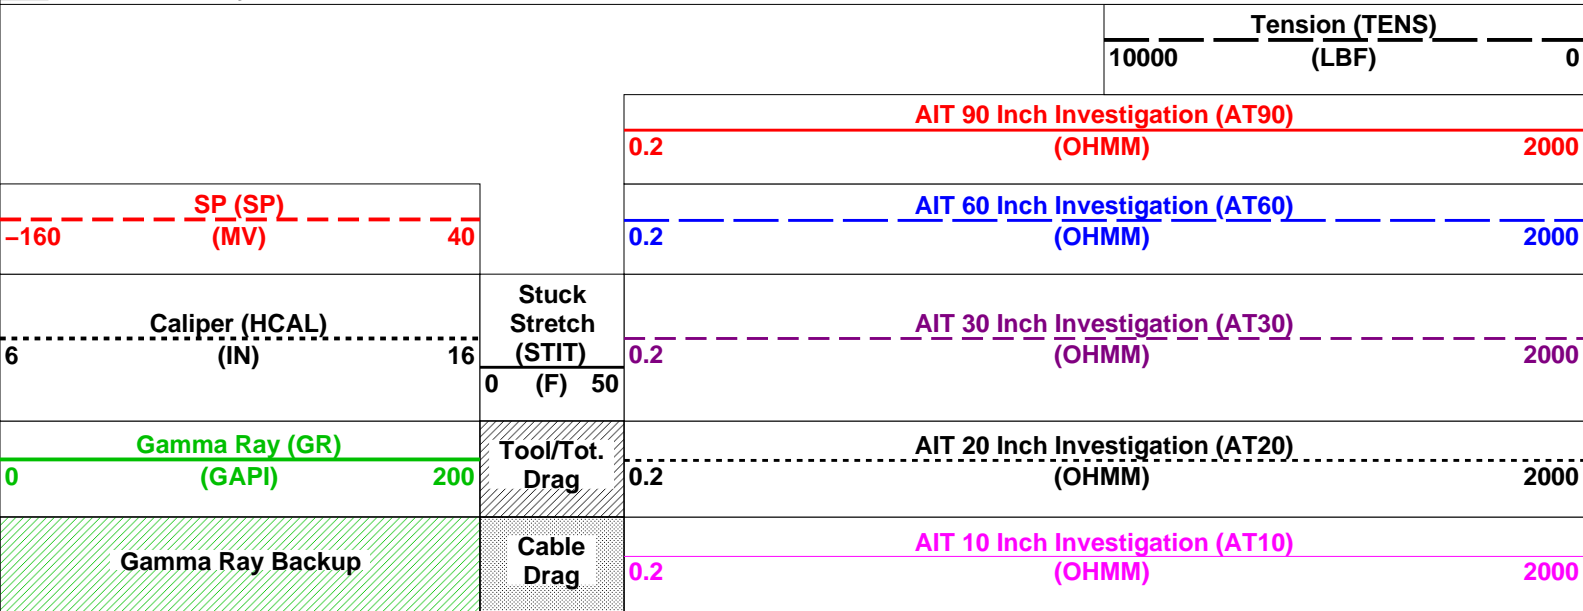 Tension (TENS)
10000 (LBF) 0
AIT 90 Inch Investigation (AT90)
0.2 (OHMM) 2000
SP (SP)
−160 (MV) 40
AIT 60 Inch Investigation (AT60)
0.2 (OHMM) 2000
Caliper (HCAL)
6 (IN) 16
Stuck
Stretch
(STIT)
0 (F) 50
AIT 30 Inch Investigation (AT30)
0.2 (OHMM) 2000
Gamma Ray (GR)
0 (GAPI) 200
Tool/Tot.
Drag
AIT 20 Inch Investigation (AT20)
0.2 (OHMM) 2000
Gamma Ray Backup
Cable
Drag
AIT 10 Inch Investigation (AT10)
0.2 (OHMM) 2000